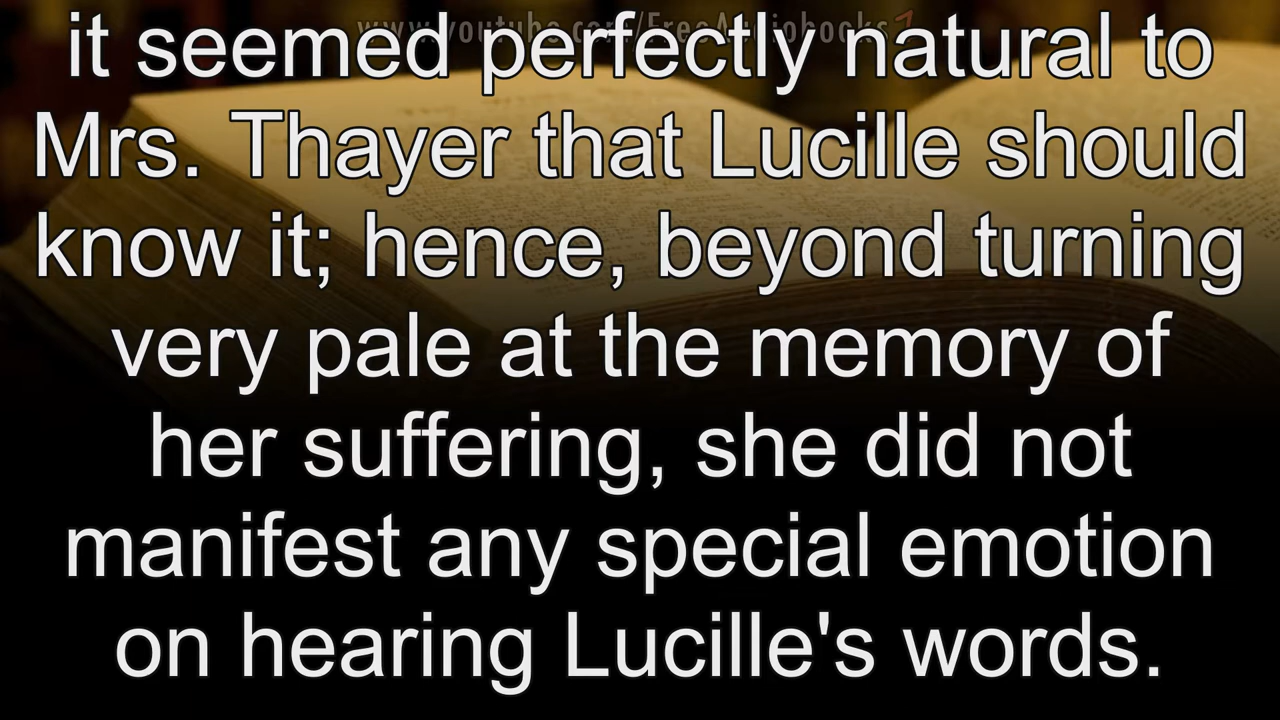 www.youtube.com/FreeAudiobooks
it seemed perfectly natural to
Mrs. Thayer that Lucille should
know it; hence, beyond turning
very pale at the memory of
her suffering, she did not
manifest any special emotion
on hearing Lucille's words.